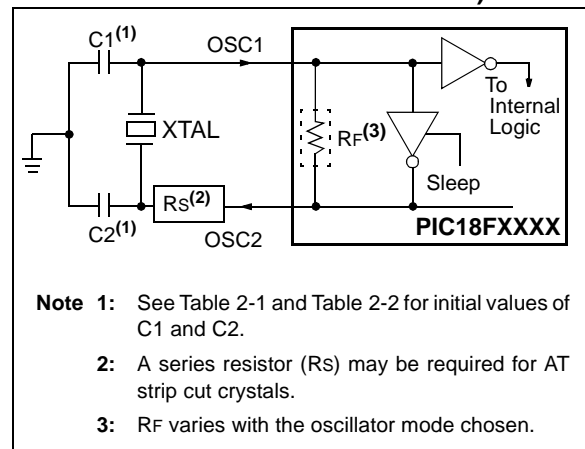 C1(1)
OSC1
To
Internal
Logic
XTAL
RF(3)
Sleep
RS(2)
C2(1)
OSC2
PIC18FXXXX
Note 1: See Table 2-1 and Table 2-2 for initial values of
C1 and C2.
2: A series resistor (RS) may be required for AT
strip cut crystals.
3: RF varies with the oscillator mode chosen.